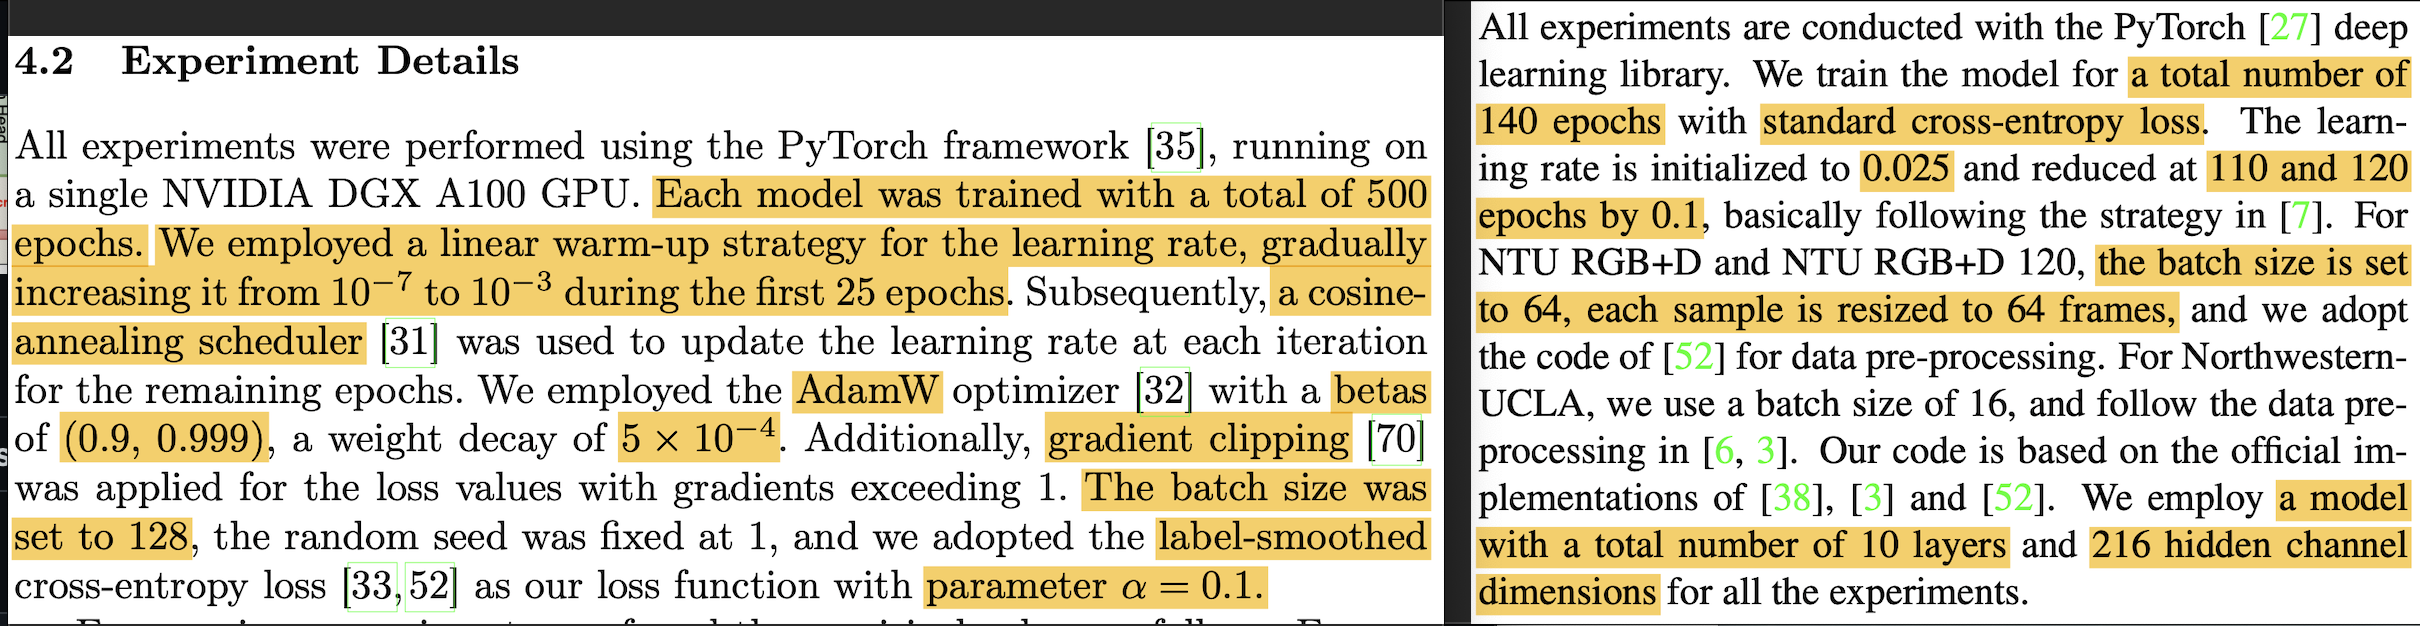 4.2 Experiment Details
All experiments were performed using the PyTorch framework [35], running on
a single NVIDIA DGX A100 GPU. Each model was trained with a total of 500
epochs. We employed a linear warm-up strategy for the learning rate, gradually
increasing it from 10⁻⁷ to 10⁻³ during the first 25 epochs. Subsequently, a cosine-
annealing scheduler [31] was used to update the learning rate at each iteration
for the remaining epochs. We employed the AdamW optimizer [32] with a betas
of (0.9, 0.999), a weight decay of 5 × 10⁻⁴. Additionally, gradient clipping [70]
was applied for the loss values with gradients exceeding 1. The batch size was
set to 128, the random seed was fixed at 1, and we adopted the label-smoothed
cross-entropy loss [33,52] as our loss function with parameter α = 0.1.
All experiments are conducted with the PyTorch [27] deep
learning library. We train the model for a total number of
140 epochs with standard cross-entropy loss. The learn-
ing rate is initialized to 0.025 and reduced at 110 and 120
epochs by 0.1, basically following the strategy in [7]. For
NTU RGB+D and NTU RGB+D 120, the batch size is set
to 64, each sample is resized to 64 frames, and we adopt
the code of [52] for data pre-processing. For Northwestern-
UCLA, we use a batch size of 16, and follow the data pre-
processing in [6, 3]. Our code is based on the official im-
plementations of [38], [3] and [52]. We employ a model
with a total number of 10 layers and 216 hidden channel
dimensions for all the experiments.